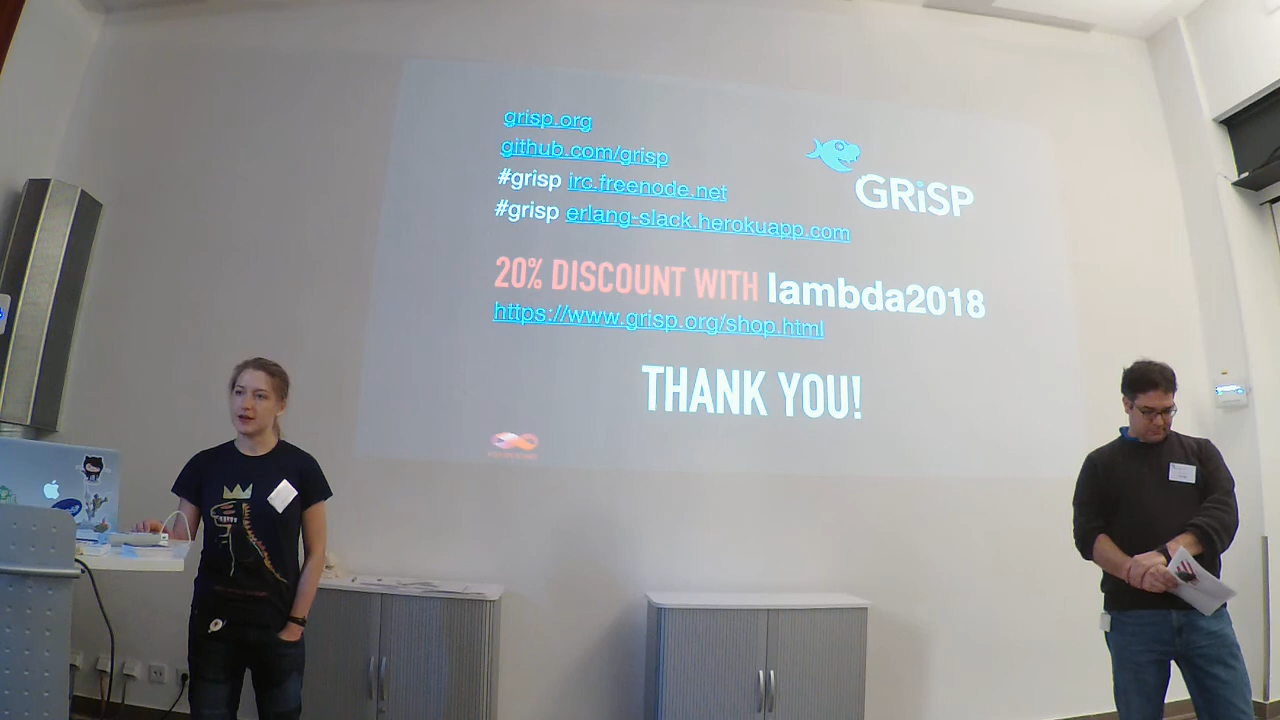 grisp.org
github.com/grisp
#grisp irc.freenode.net
#grisp erlang-slack.herokuapp.com
GRiSP
20% DISCOUNT WITH lambda2018
https://www.grisp.org/shop.html
THANK YOU!